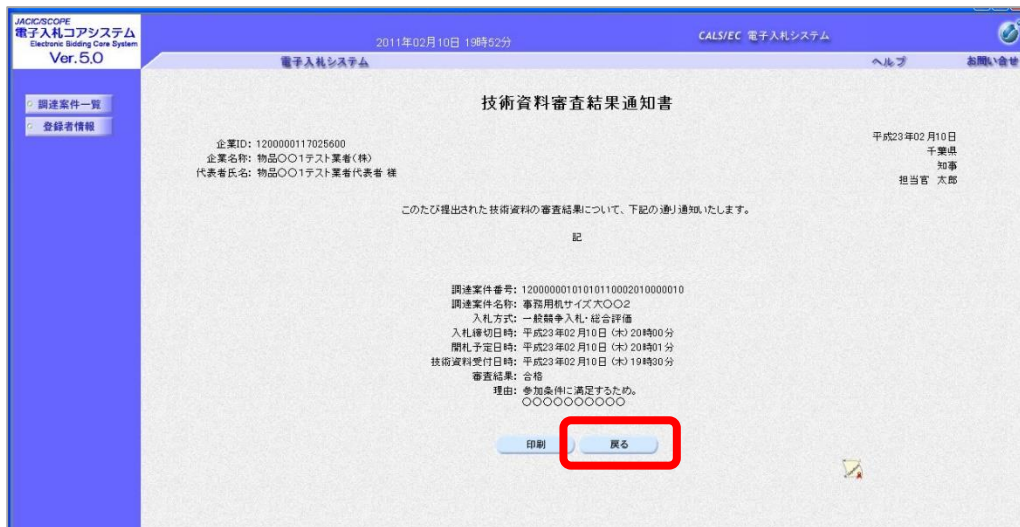 JACIC/SCOPE
電子入札コアシステム
Electronic Bidding Core System
Ver.5.0
2011年02月10日 19時52分
CALS/EC 電子入札システム
電子入札システム
ヘルプ
お問い合せ
調達案件一覧
登録者情報
技術資料審査結果通知書
平成23年02月10日
千葉県
知事
担当官 太郎
企業ID: 1200000117025600
企業名称: 物品〇〇1テスト業者(株)
代表者氏名: 物品〇〇1テスト業者代表者 様
このたび提出された技術資料の審査結果について、下記の通り通知いたします。
記
調達案件番号: 12000000101010110002010000010
調達案件名称: 事務用机サイズ大〇〇2
入札方式: 一般競争入札・総合評価
入札締切日時: 平成23年02月10日 (木) 20時00分
開札予定日時: 平成23年02月10日 (木) 20時01分
技術資料受付日時: 平成23年02月10日 (木) 19時30分
審査結果: 合格
理由: 参加条件に満足するため。
〇〇〇〇〇〇〇〇〇〇
印刷
戻る